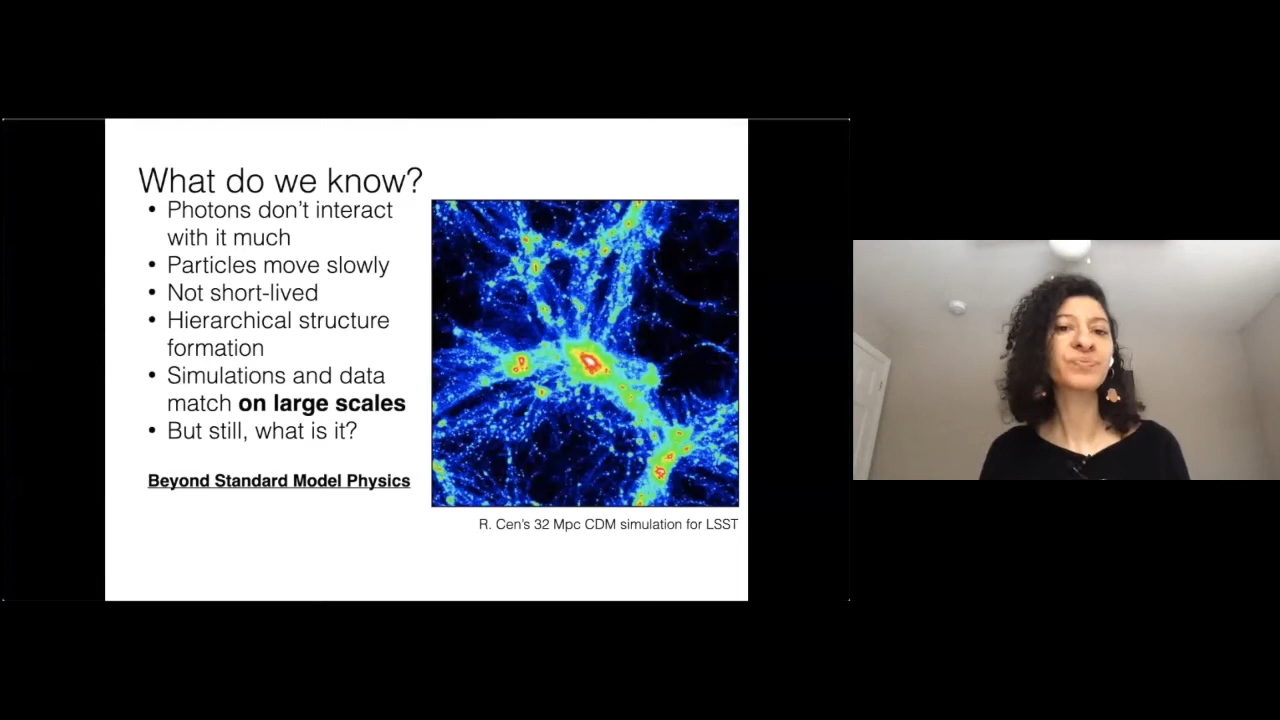 What do we know?
• Photons don't interact
with it much
• Particles move slowly
• Not short-lived
• Hierarchical structure
formation
• Simulations and data
match on large scales
• But still, what is it?
Beyond Standard Model Physics
R. Cen's 32 Mpc CDM simulation for LSST